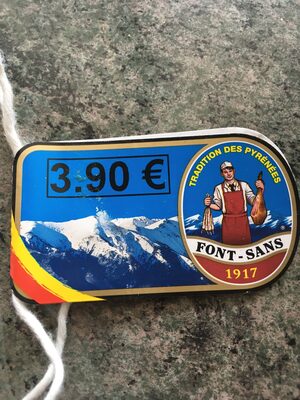 3.90 €
TRADITION DES PYRÉNÉES
FONT-SANS
1917